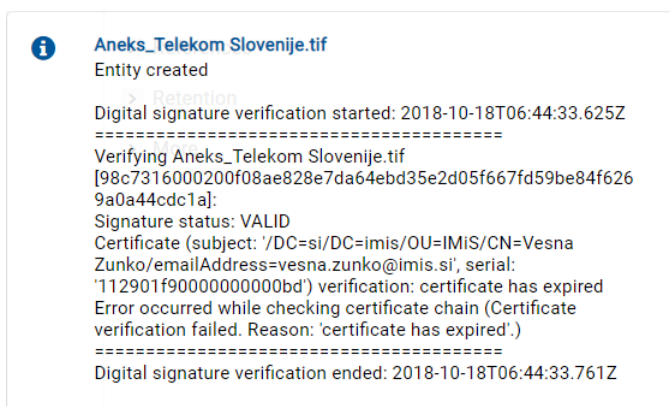 Aneks_Telekom Slovenije.tif
Entity created
> Retention
Digital signature verification started: 2018-10-18T06:44:33.625Z
========================================
More
Verifying Aneks_Telekom Slovenije.tif
[98c7316000200f08ae828e7da64ebd35e2d05f667fd59be84f626
9a0a44cdc1a]:
Signature status: VALID
Certificate (subject: '/DC=si/DC=imis/OU=IMiS/CN=Vesna
Zunko/emailAddress=vesna.zunko@imis.si', serial:
'112901f90000000000bd') verification: certificate has expired
Error occurred while checking certificate chain (Certificate
verification failed. Reason: 'certificate has expired'.)
========================================
Digital signature verification ended: 2018-10-18T06:44:33.761Z